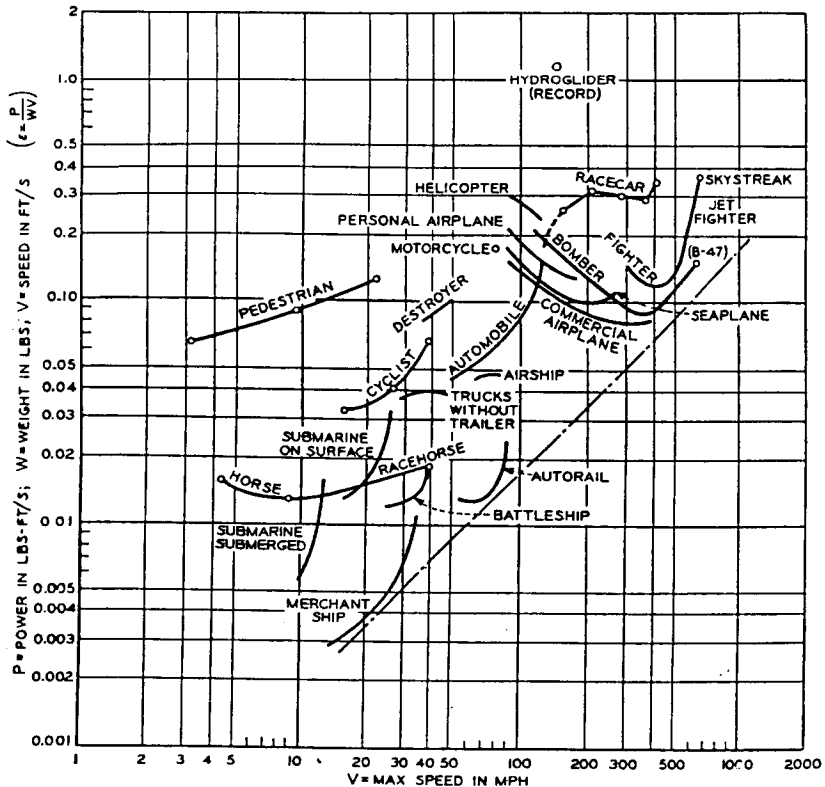 P=POWER IN LBS-FT/S; W=WEIGHT IN LBS; V=SPEED IN FT/S (ε=P/WV)
2
1.0
0.5
0.4
0.3
0.2
0.10
0.05
0.04
0.03
0.02
0.01
0.005
0.004
0.003
0.002
0.001
HYDROGLIDER
(RECORD)
HELICOPTER
RACECAR
SKYSTREAK
PERSONAL AIRPLANE
JET
FIGHTER
MOTORCYCLE
BOMBER
FIGHTER
(B-47)
PEDESTRIAN
DESTROYER
SEAPLANE
COMMERCIAL
AIRPLANE
AUTOMOBILE
CYCLIST
AIRSHIP
TRUCKS
WITHOUT
TRAILER
SUBMARINE
ON SURFACE
RACEHORSE
HORSE
AUTORAIL
BATTLESHIP
SUBMARINE
SUBMERGED
MERCHANT
SHIP
1 2 3 4 5 10 20 30 40 50 100 200 300 500 1000 2000
V=MAX SPEED IN MPH